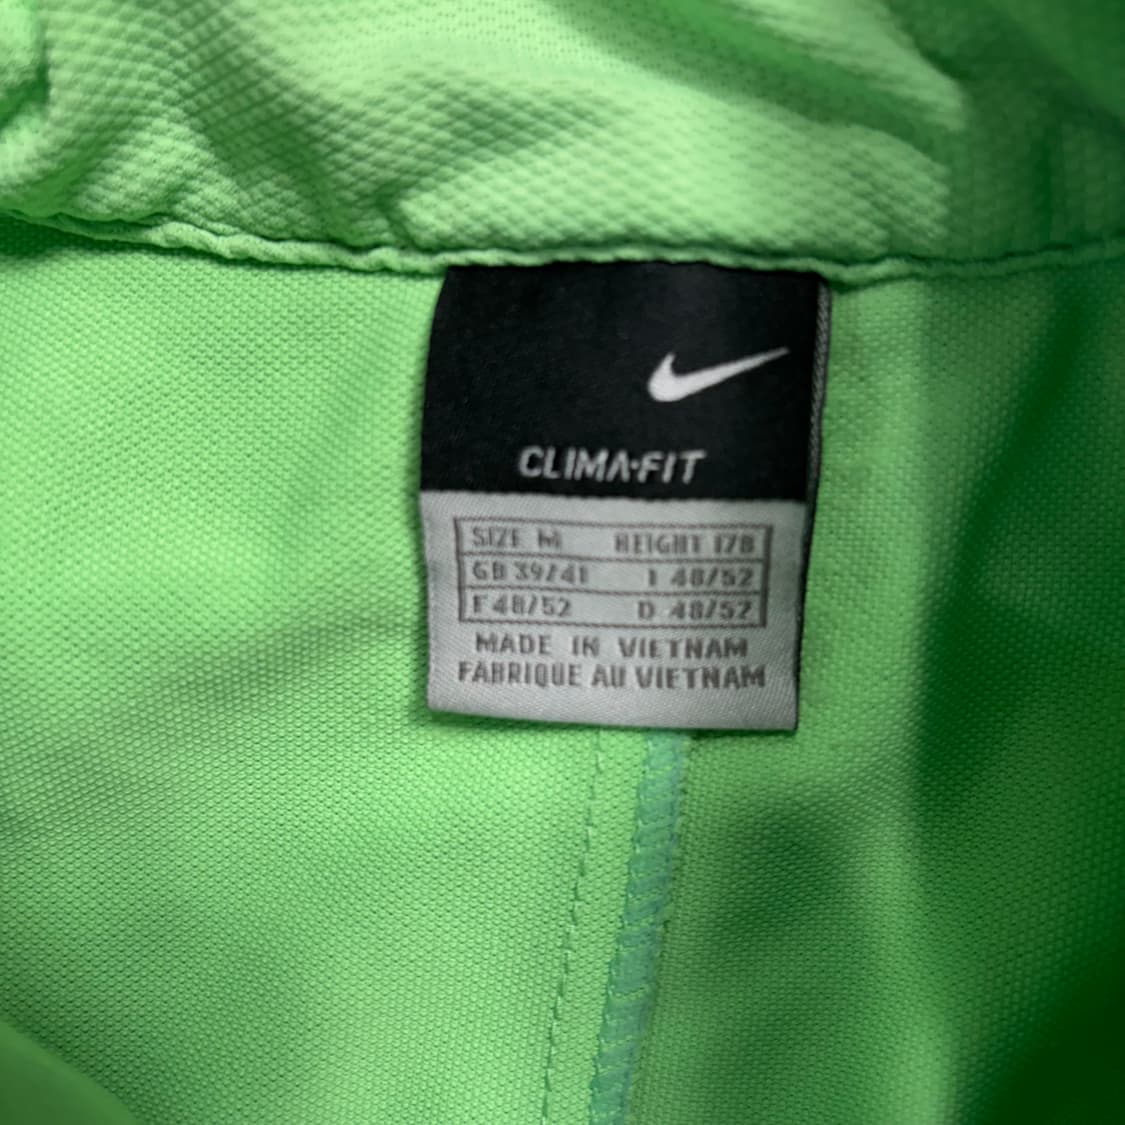 CLIMA·FIT
SIZE M HEIGHT 178
GB 39/41 I 48/52
F 48/52 D 48/52
MADE IN VIETNAM
FABRIQUE AU VIETNAM